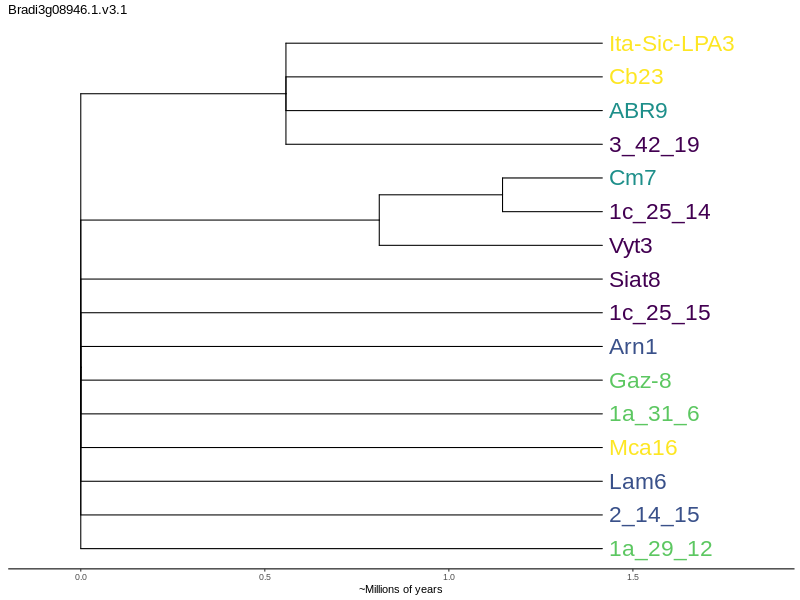 Bradi3g08946.1.v3.1
Ita-Sic-LPA3
Cb23
ABR9
3_42_19
Cm7
1c_25_14
Vyt3
Siat8
1c_25_15
Arn1
Gaz-8
1a_31_6
Mca16
Lam6
2_14_15
1a_29_12
0.0 0.5 1.0 1.5
~Millions of years